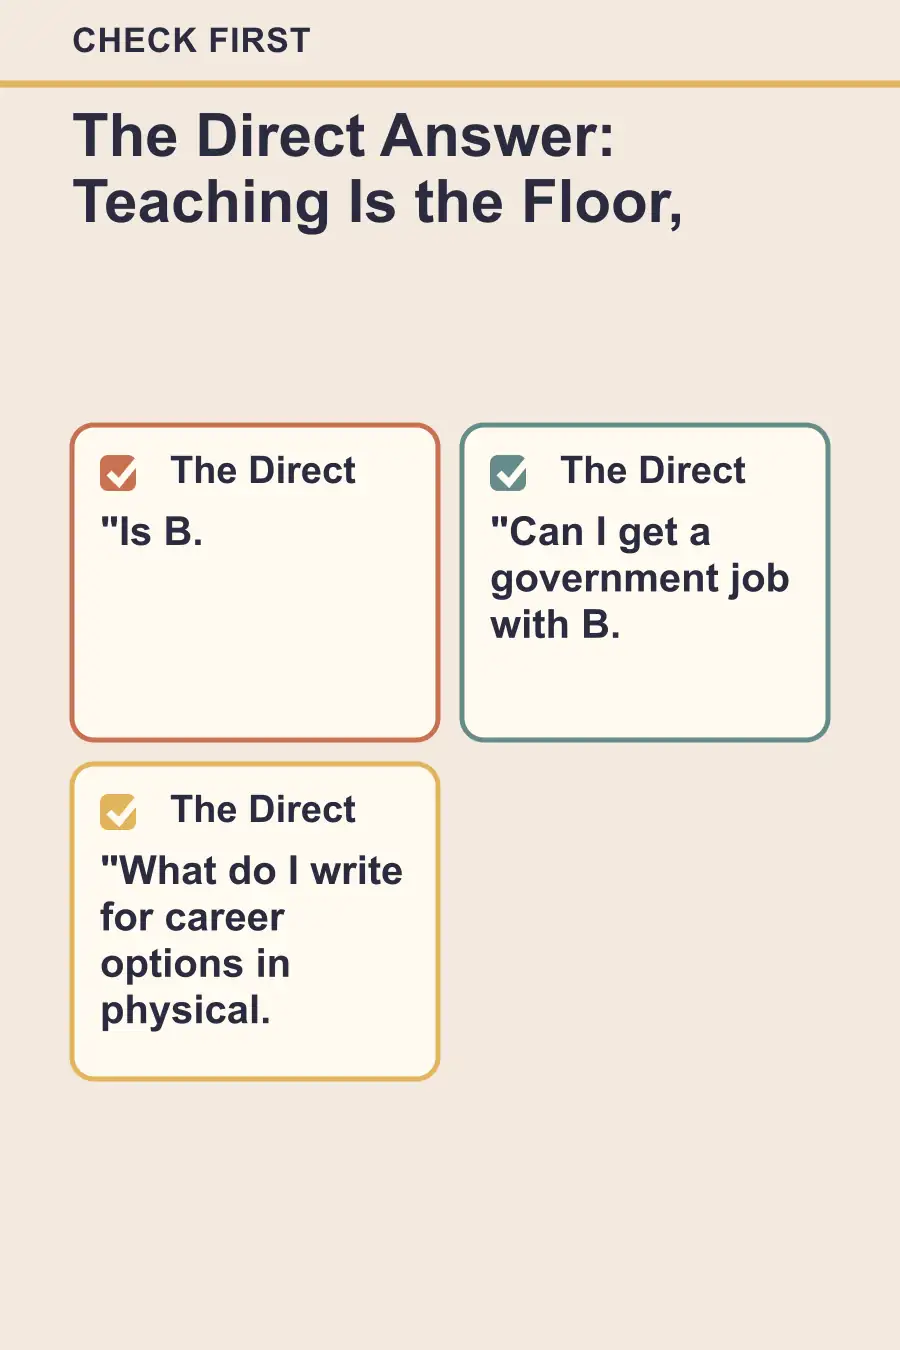 CHECK FIRST
The Direct Answer:
Teaching Is the Floor,
The Direct
"Is B.
The Direct
"Can I get a
government job
with B.
The Direct
"What do I write
for career
options in
physical.